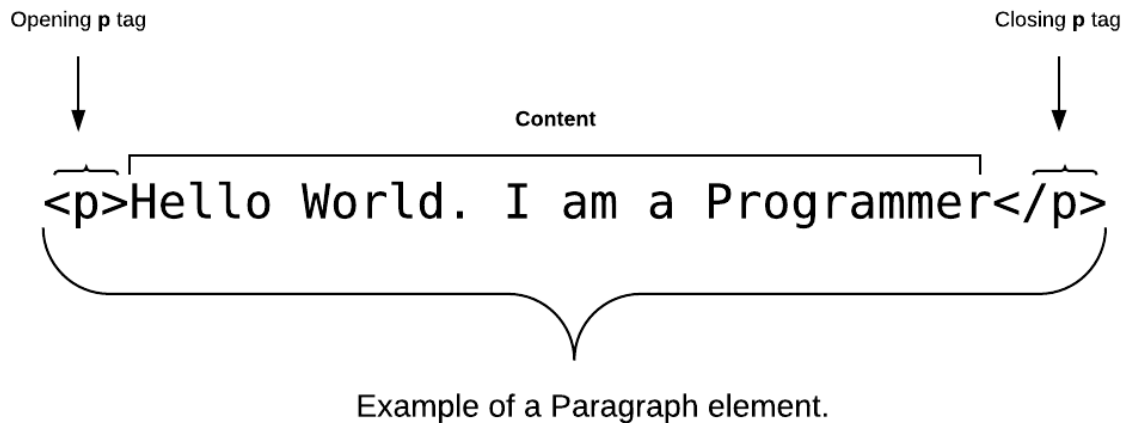 Opening p tag
Closing p tag
Content
<p>Hello World. I am a Programmer</p>
Example of a Paragraph element.